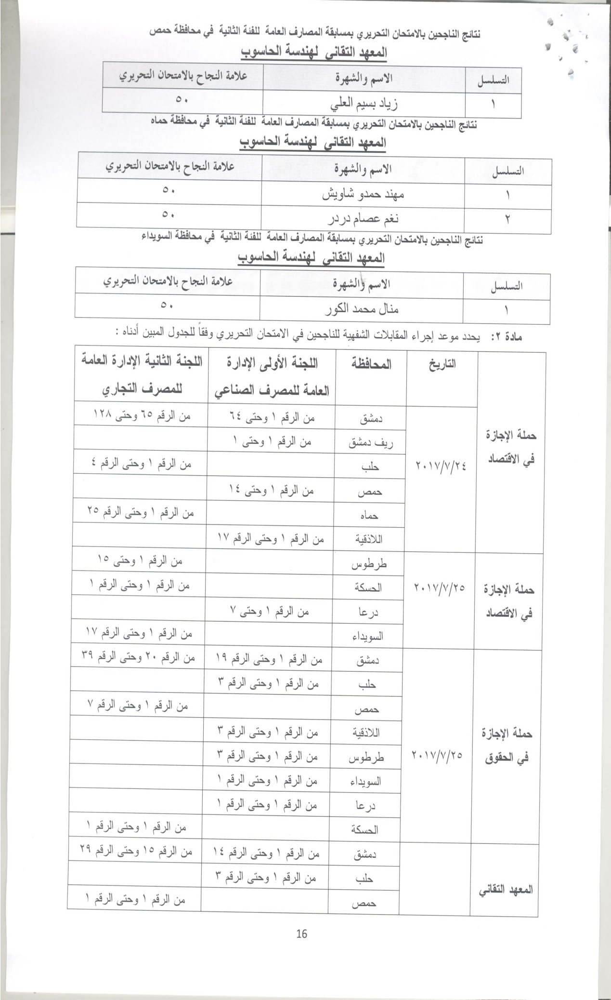 نتائج الناجحين بالامتحان التحريري بمسابقة المصارف العامة للفئة الثانية في محافظة حمص
المعهد التقاني لهندسة الحاسوب
التسلسل الاسم والشهرة علامة النجاح بالامتحان التحريري
١ زياد بسيم العلي ٥٠
نتائج الناجحين بالامتحان التحريري بمسابقة المصارف العامة للفئة الثانية في محافظة حماه
المعهد التقاني لهندسة الحاسوب
التسلسل الاسم والشهرة علامة النجاح بالامتحان التحريري
١ مهند حمدو شاويش ٥٠
٢ نغم عصام دردر ٥٠
نتائج الناجحين بالامتحان التحريري بمسابقة المصارف العامة للفئة الثانية في محافظة السويداء
المعهد التقاني لهندسة الحاسوب
التسلسل الاسم والشهرة علامة النجاح بالامتحان التحريري
١ منال محمد الكور ٥٠
مادة ٢: يحدد موعد إجراء المقابلات الشفهية للناجحين في الامتحان التحريري وفقاً للجدول المبين أدناه :
التاريخ المحافظة اللجنة الأولى الإدارة اللجنة الثانية الإدارة العامة
العامة للمصرف الصناعي للمصرف التجاري
دمشق من الرقم ١ وحتى ٦٤ من الرقم ٦٥ وحتى ١٢٨
حملة الإجازة ريف دمشق من الرقم ١ وحتى ١
في الاقتصاد ٢٠١٧/٧/٢٤ حلب من الرقم ١ وحتى الرقم ٤
حمص من الرقم ١ وحتى ١٤
حماه من الرقم ١ وحتى الرقم ٢٥
اللاذقية من الرقم ١ وحتى الرقم ١٧
طرطوس من الرقم ١ وحتى ١٥
حملة الإجازة ٢٠١٧/٧/٢٥ الحسكة من الرقم ١ وحتى الرقم ١
في الاقتصاد درعا من الرقم ١ وحتى ٧
السويداء من الرقم ١ وحتى الرقم ١٧
دمشق من الرقم ١ وحتى الرقم ١٩ من الرقم ٢٠ وحتى الرقم ٣٩
حلب من الرقم ١ وحتى الرقم ٣
حمص من الرقم ١ وحتى الرقم ٧
حملة الإجازة اللاذقية من الرقم ١ وحتى الرقم ٣
في الحقوق ٢٠١٧/٧/٢٥ طرطوس من الرقم ١ وحتى الرقم ٣
السويداء من الرقم ١ وحتى الرقم ١
درعا من الرقم ١ وحتى الرقم ١
الحسكة من الرقم ١ وحتى الرقم ١
دمشق من الرقم ١ وحتى الرقم ١٤ من الرقم ١٥ وحتى الرقم ٢٩
المعهد التقاني حلب من الرقم ١ وحتى الرقم ٣
حمص من الرقم ١ وحتى الرقم ١
16